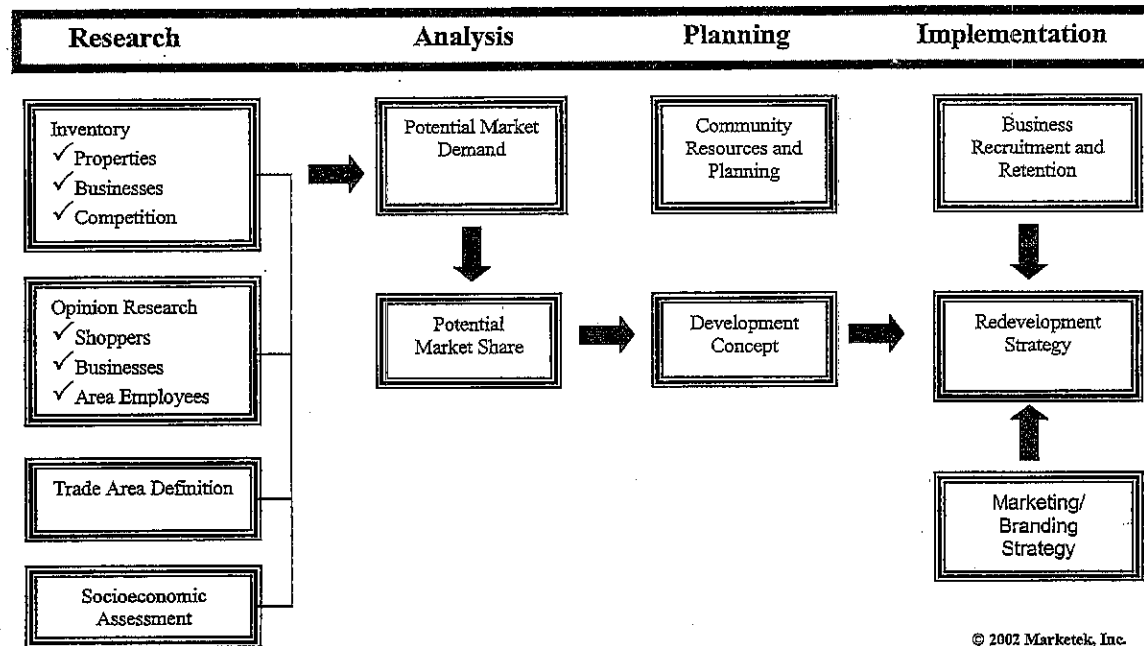 Research Analysis Planning Implementation
Inventory
✓Properties
✓Businesses
✓Competition
Opinion Research
✓Shoppers
✓Businesses
✓Area Employees
Trade Area Definition
Socioeconomic
Assessment
Potential Market
Demand
Potential
Market Share
Community
Resources and
Planning
Development
Concept
Business
Recruitment and
Retention
Redevelopment
Strategy
Marketing/
Branding
Strategy
© 2002 Marketek, Inc.